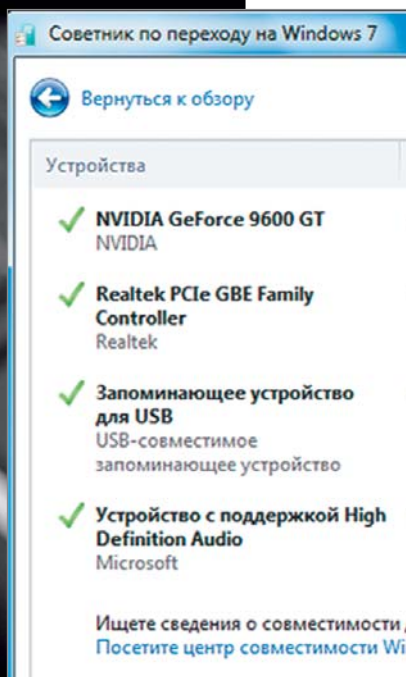 Советник по переходу на Windows 7
Вернуться к обзору
Устройства
NVIDIA GeForce 9600 GT
NVIDIA
Realtek PCIe GBE Family
Controller
Realtek
Запоминающее устройство
для USB
USB-совместимое
запоминающее устройство
Устройство с поддержкой High
Definition Audio
Microsoft
Ищете сведения о совместимости
Посетите центр совместимости